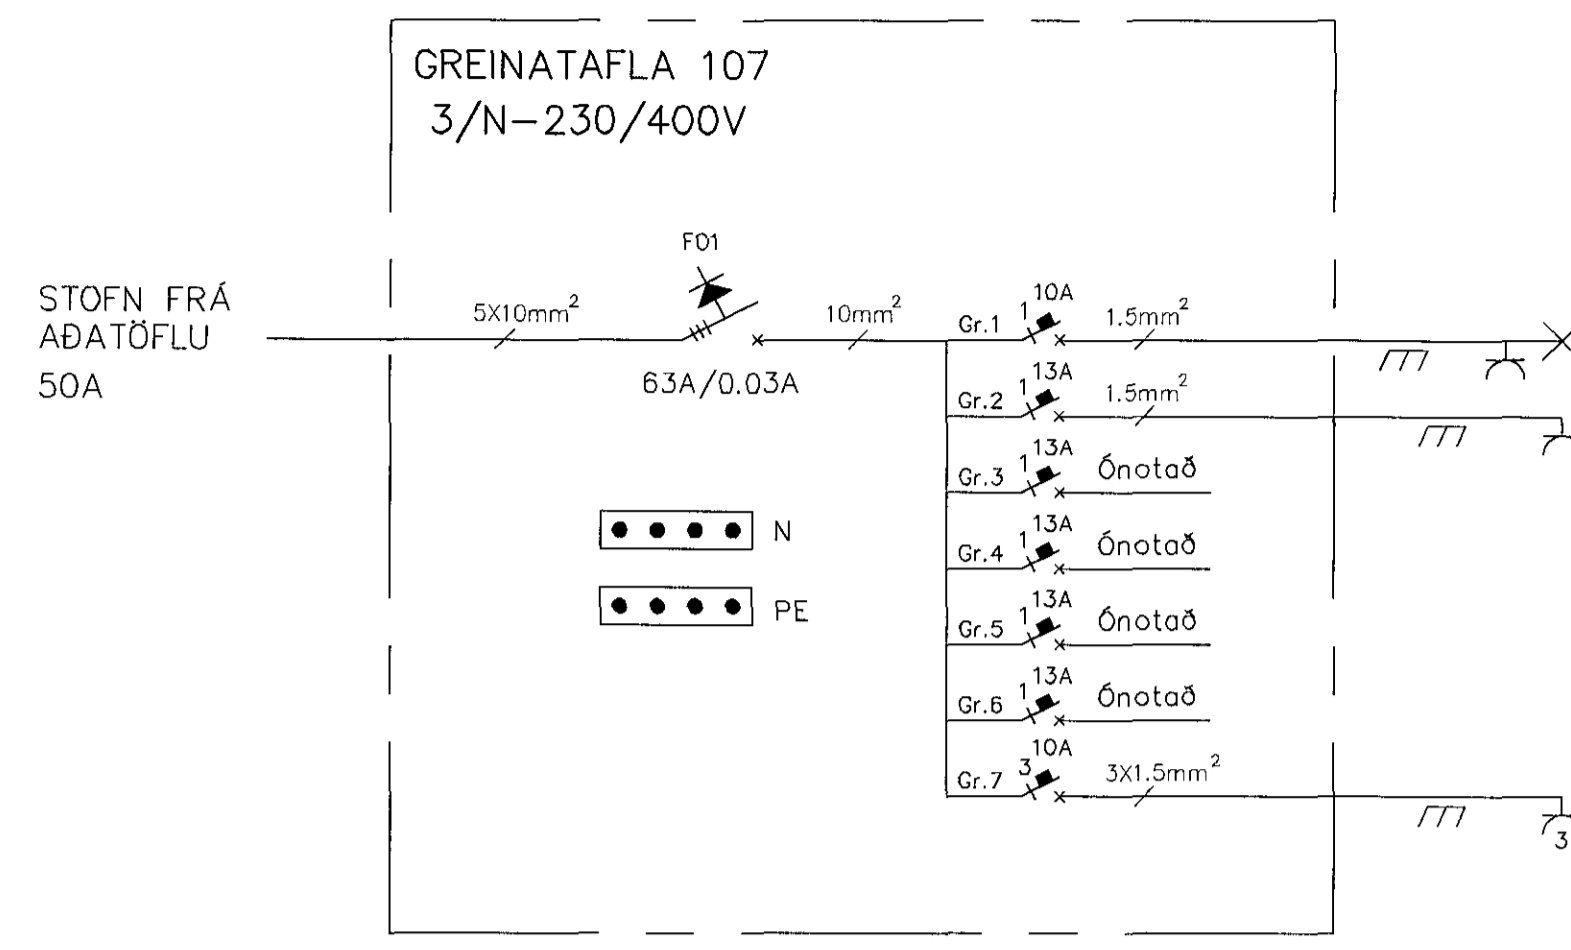 GREINATAFLA 107
3/N-230/400V
STOFN FRÁ
AÐATÖFLU
50A
5X10mm²
F01
63A/0.03A
10mm²
Gr.1 1 10A 1.5mm²
Gr.2 1 13A 1.5mm²
Gr.3 1 13A Ónotað
Gr.4 1 13A Ónotað
Gr.5 1 13A Ónotað
Gr.6 1 13A Ónotað
Gr.7 3 10A 3X1.5mm²
3
N
PE